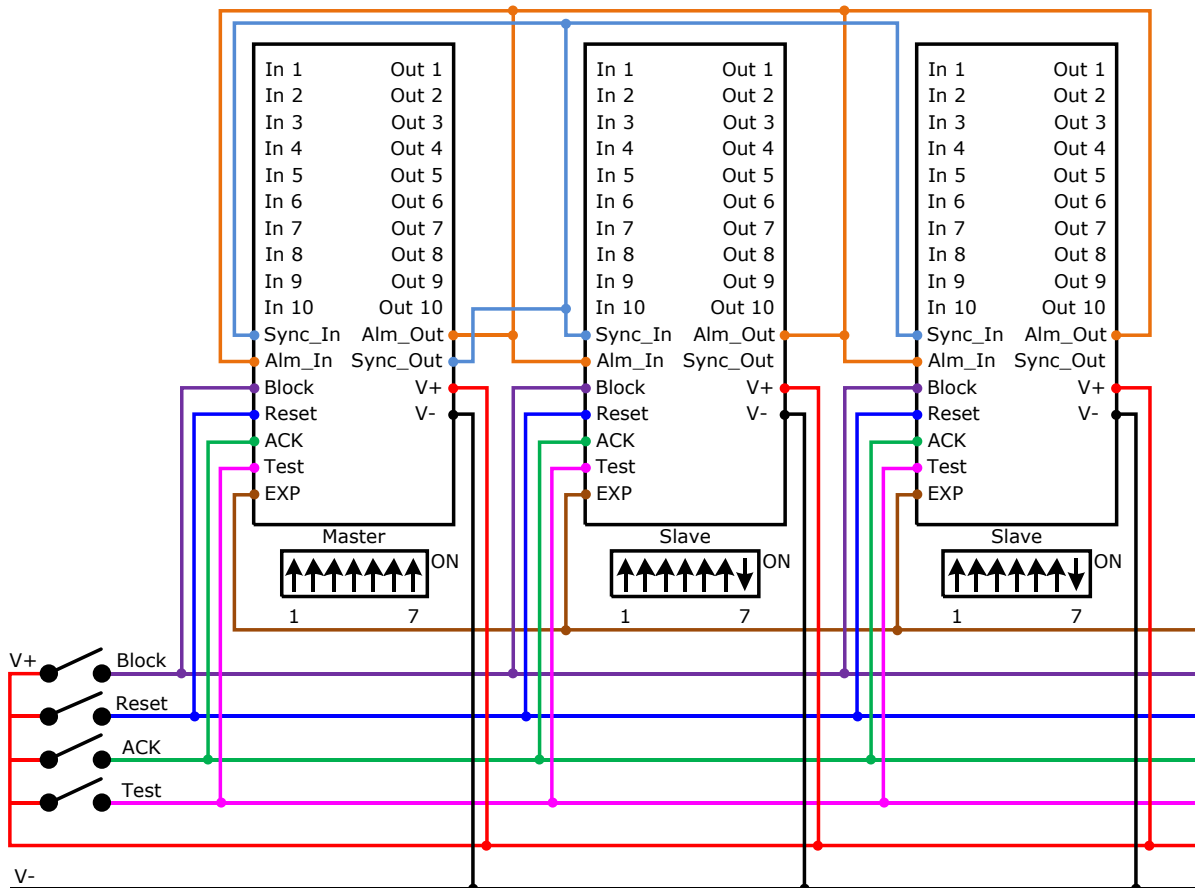 In 1 Out 1
In 2 Out 2
In 3 Out 3
In 4 Out 4
In 5 Out 5
In 6 Out 6
In 7 Out 7
In 8 Out 8
In 9 Out 9
In 10 Out 10
Sync_In Alm_Out
Alm_In Sync_Out
Block V+
Reset V-
ACK
Test
EXP
Master
ON
1 7
In 1 Out 1
In 2 Out 2
In 3 Out 3
In 4 Out 4
In 5 Out 5
In 6 Out 6
In 7 Out 7
In 8 Out 8
In 9 Out 9
In 10 Out 10
Sync_In Alm_Out
Alm_In Sync_Out
Block V+
Reset V-
ACK
Test
EXP
Slave
ON
1 7
In 1 Out 1
In 2 Out 2
In 3 Out 3
In 4 Out 4
In 5 Out 5
In 6 Out 6
In 7 Out 7
In 8 Out 8
In 9 Out 9
In 10 Out 10
Sync_In Alm_Out
Alm_In Sync_Out
Block V+
Reset V-
ACK
Test
EXP
Slave
ON
1 7
V+ Block
Reset
ACK
Test
V-